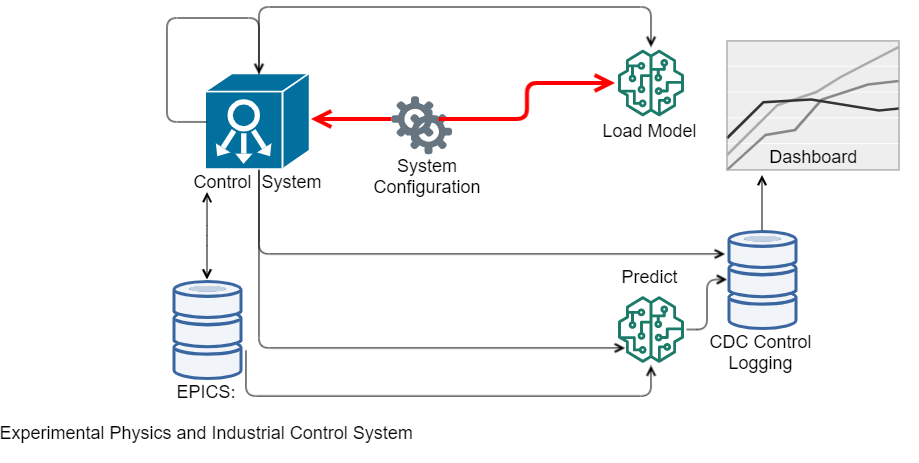 Load Model
Dashboard
System
Configuration
Control System
Predict
CDC Control
Logging
EPICS:
Experimental Physics and Industrial Control System